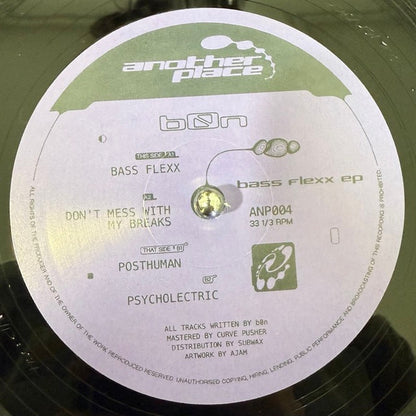 another
place
b0n
THIS SIDE A1
BASS FLEXX
bass flexx ep
A2
DON'T MESS WITH
MY BREAKS
ANP004
33 1/3 RPM
THAT SIDE B1
POSTHUMAN
B2
PSYCHOLECTRIC
ALL TRACKS WRITTEN BY b0n
MASTERED BY CURVE PUSHER
DISTRIBUTION BY SUBWAX
ARTWORK BY AJAM
ALL RIGHTS OF THE PRODUCER AND OF THE OWNER OF THE WORK REPRODUCED RESERVED. UNAUTHORISED COPYING, HIRING, LENDING, PUBLIC PERFORMANCE AND BROADCASTING OF THIS RECORDING IS PROHIBITED.